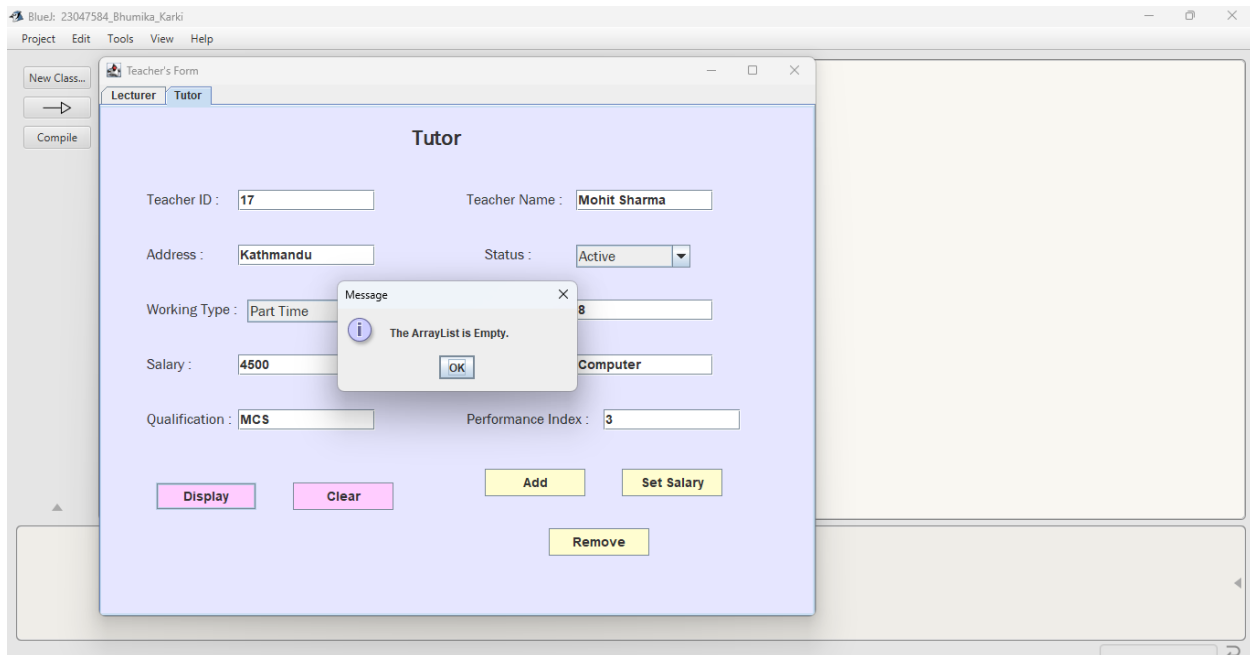 BlueJ: 23047584_Bhumika_Karki
Project Edit Tools View Help
New Class...
Compile
Teacher's Form
Lecturer Tutor
Tutor
Teacher ID : 17 Teacher Name : Mohit Sharma
Address : Kathmandu Status : Active
Working Type : Part Time 8
Message
The ArrayList is Empty.
OK
Salary : 4500 Computer
Qualification : MCS Performance Index : 3
Display Clear Add Set Salary
Remove